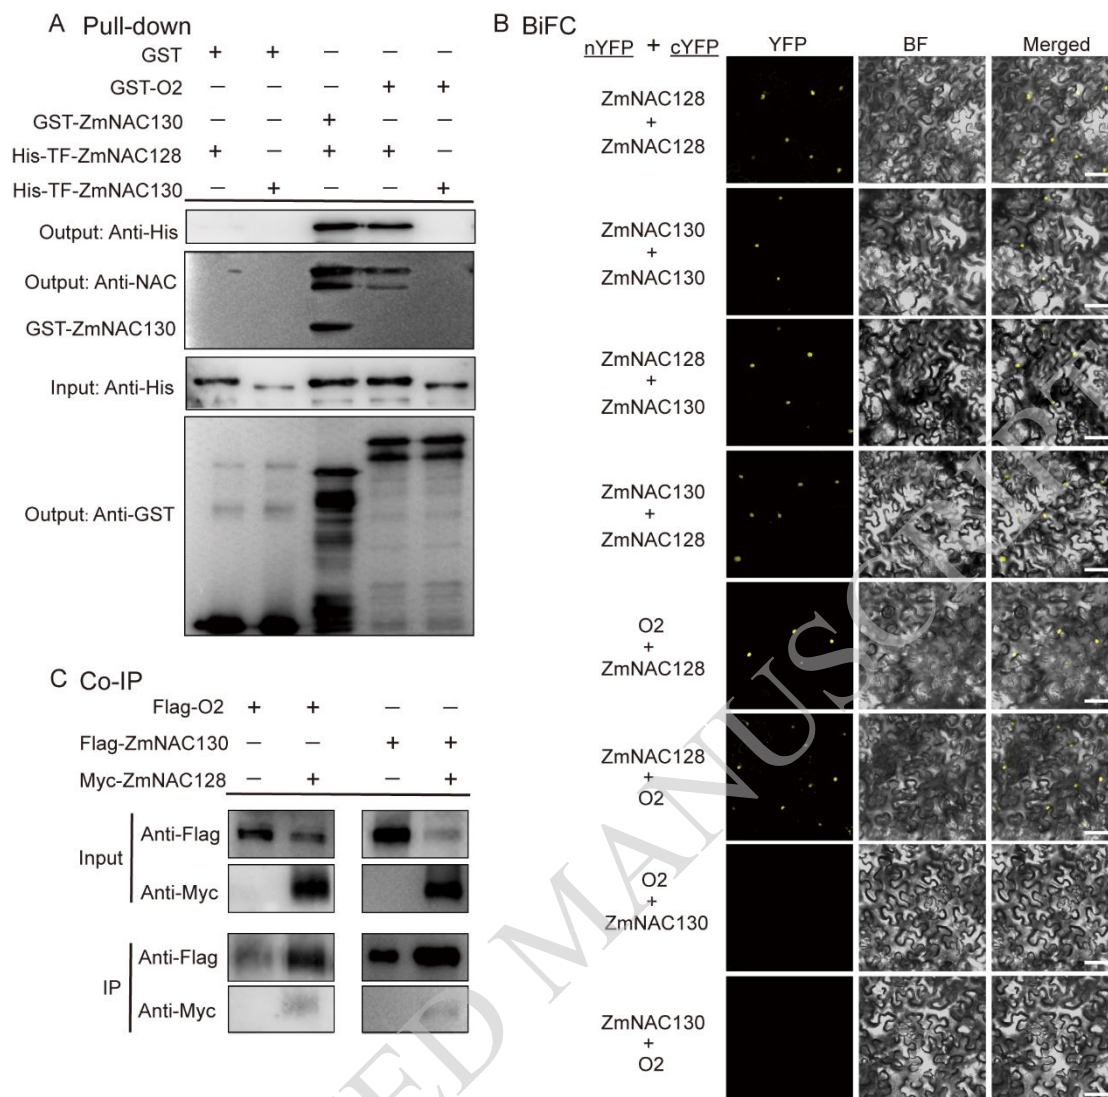 A Pull-down
GST + + — — —
GST-O2 — — — + +
GST-ZmNAC130 — — + — —
His-TF-ZmNAC128 + — + + —
His-TF-ZmNAC130 — + — — +
Output: Anti-His
Output: Anti-NAC
GST-ZmNAC130
Input: Anti-His
Output: Anti-GST
B BiFC
nYFP + cYFP YFP BF Merged
ZmNAC128
+
ZmNAC128
ZmNAC130
+
ZmNAC130
ZmNAC128
+
ZmNAC130
ZmNAC130
+
ZmNAC128
O2
+
ZmNAC128
ZmNAC128
+
O2
O2
+
ZmNAC130
ZmNAC130
+
O2
C Co-IP
Flag-O2 + + — —
Flag-ZmNAC130 — — + +
Myc-ZmNAC128 — + — +
Input
Anti-Flag
Anti-Myc
IP
Anti-Flag
Anti-Myc
ED MANUSCRIPT